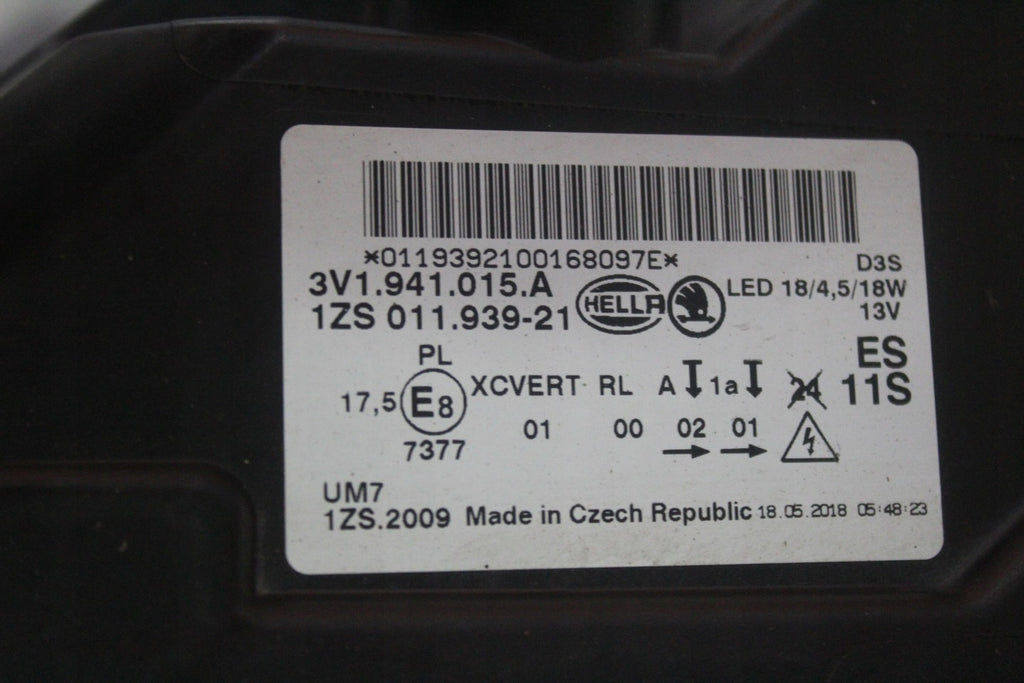 *0119392100168097E*
D3S
3V1.941.015.A
HELLA
LED 18/4,5/18W
1ZS 011.939-21
13V
PL
ES
17,5 E8 XCVERT RL A 1a 24 11S
01 00 02 01
7377
UM7
1ZS.2009 Made in Czech Republic 18.05.2018 05:48:23